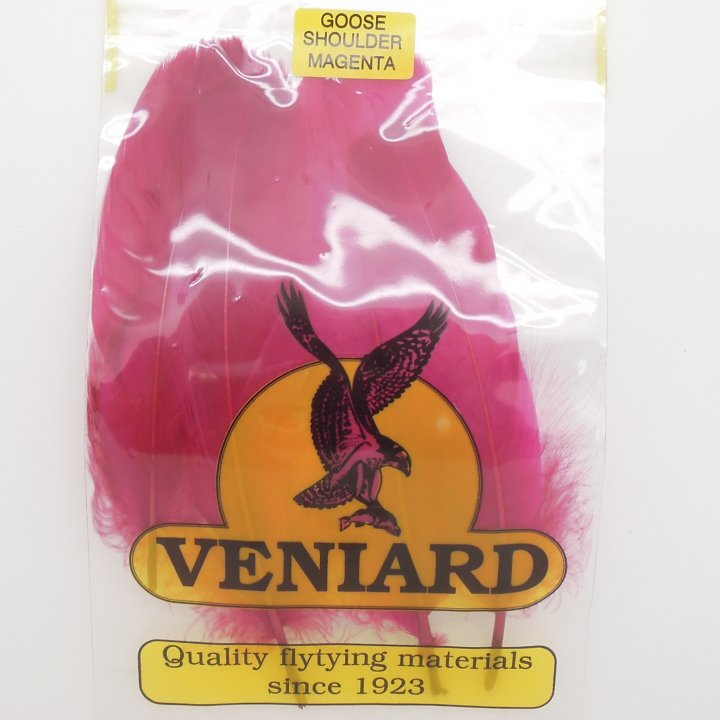 GOOSE
SHOULDER
MAGENTA
VENIARD
Quality flytying materials
since 1923